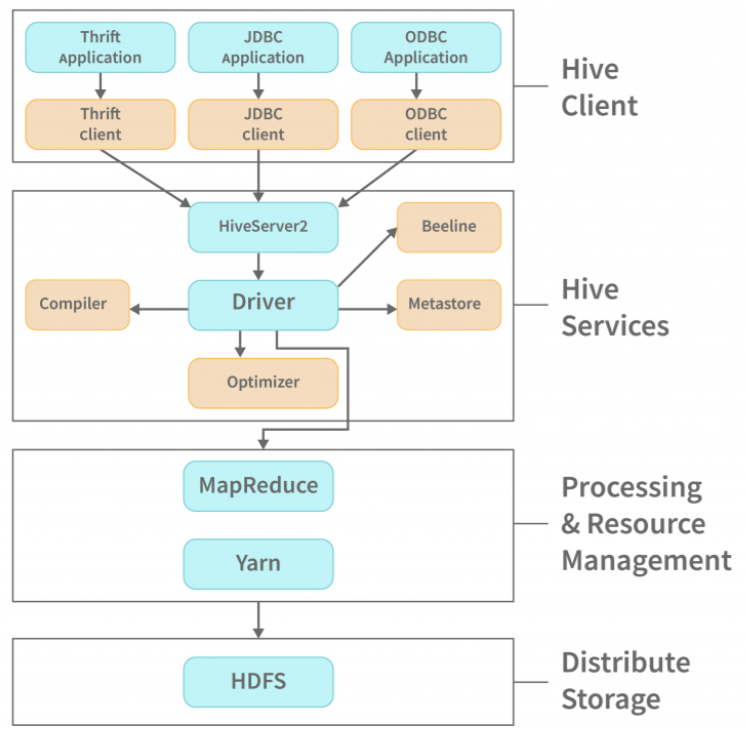 Thrift
Application
JDBC
Application
ODBC
Application
Hive
Client
Thrift
client
JDBC
client
ODBC
client
HiveServer2
Beeline
Hive
Services
Compiler
Driver
Metastore
Optimizer
MapReduce
Processing
& Resource
Management
Yarn
HDFS
Distribute
Storage